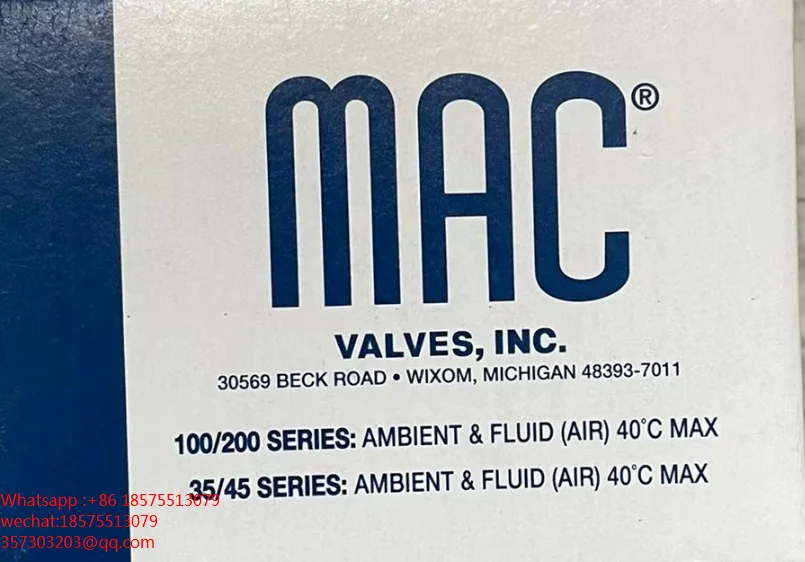 MAC®
VALVES, INC.
30569 BECK ROAD • WIXOM, MICHIGAN 48393-7011
100/200 SERIES: AMBIENT & FLUID (AIR) 40°C MAX
35/45 SERIES: AMBIENT & FLUID (AIR) 40°C MAX
Whatsapp :+86 18575513079
wechat:18575513079
357303203@qq.com